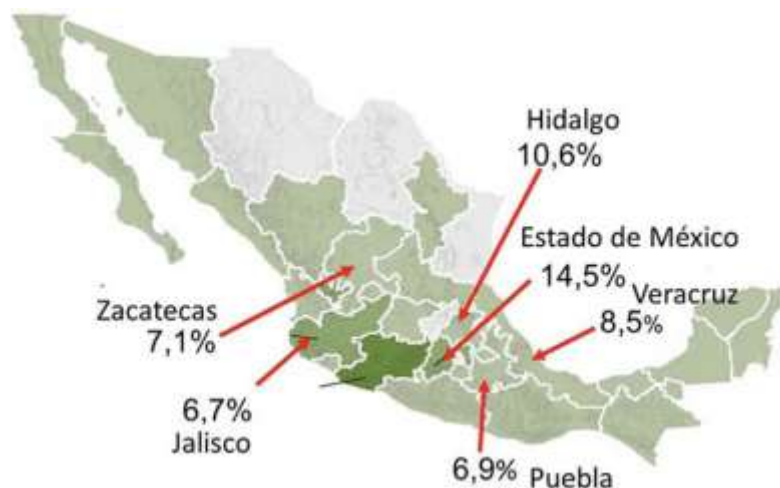 Hidalgo
10,6%
Estado de México
14,5%
Veracruz
8,5%
Zacatecas
7,1%
6,7%
Jalisco
6,9%
Puebla